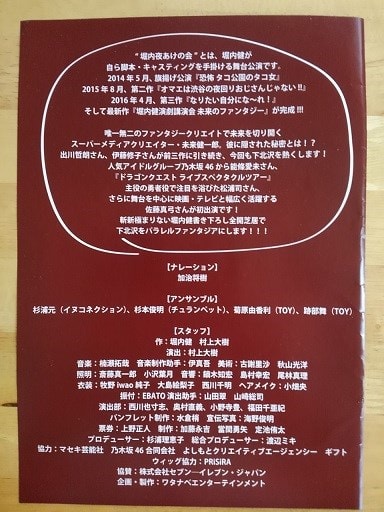 "堀内夜あけの会"とは、堀内健が
自ら脚本・キャスティングを手掛ける舞台公演です。
2014年5月、旗揚げ公演『恐怖 タコ公園のタコ女』
2015年8月、第二作『オマエは渋谷の夜回りおじさんじゃない!!』
2016年4月、第三作『なりたい自分にな〜れ!』
そして最新作『堀内健演劇講演会 未来のファンタジー』が完成!!!
唯一無二のファンタジークリエイトで未来を切り開く
スーパーメディアクリエイター・未来健一郎。彼に隠された秘密とは!?
出川哲朗さん、伊藤修子さんが前三作に引き続き、今回も下北沢を熱くします!
人気アイドルグループ乃木坂46から能條愛未さん、
『ドラゴンクエスト ライブスペクタクルツアー』
主役の勇者役で注目を浴びた松浦司さん、
さらに舞台を中心に映画・テレビと幅広く活躍する
佐藤真弓さんが初出演です!
斬新極まりない堀内健書き下ろし全開芝居で
下北沢をパラレルファンタジアにします!!!
【ナレーション】
加治将樹
【アンサンブル】
杉浦元(イヌコネクション)、杉本俊明(チュランペット)、菊原由香利(TOY)、跡部舞(TOY)
【スタッフ】
作:堀内健 村上大樹
演出:村上大樹
音楽:楠瀬拓哉 音楽制作助手:伊真吾 美術:古謝里沙 秋山光洋
照明:斎藤真一郎 小沢葉月 音響:鏑木知宏 島村幸宏 尾林真理
衣装:牧野iwao純子 大島絵梨子 西川千明 ヘアメイク:小畑央
振付:EBATO 演出助手:山田翠 山崎総司
演出部:西川也寸志、奥村直義、小野寺豊、福田千亜紀
パンフレット制作:水倉梢 宣伝写真:海野俊明
票券:上野正人 制作:加藤永吉 當間勇矢 定池侑太
プロデューサー:杉浦理恵子 総合プロデューサー:渡辺ミキ
協力:マセキ芸能社 乃木坂46合同会社 よしもとクリエイティブエージェンシー ギフト
ウィッグ協力:PRiSiRA
協賛:株式会社セブン―イレブン・ジャパン
企画・製作:ワタナベエンターテインメント